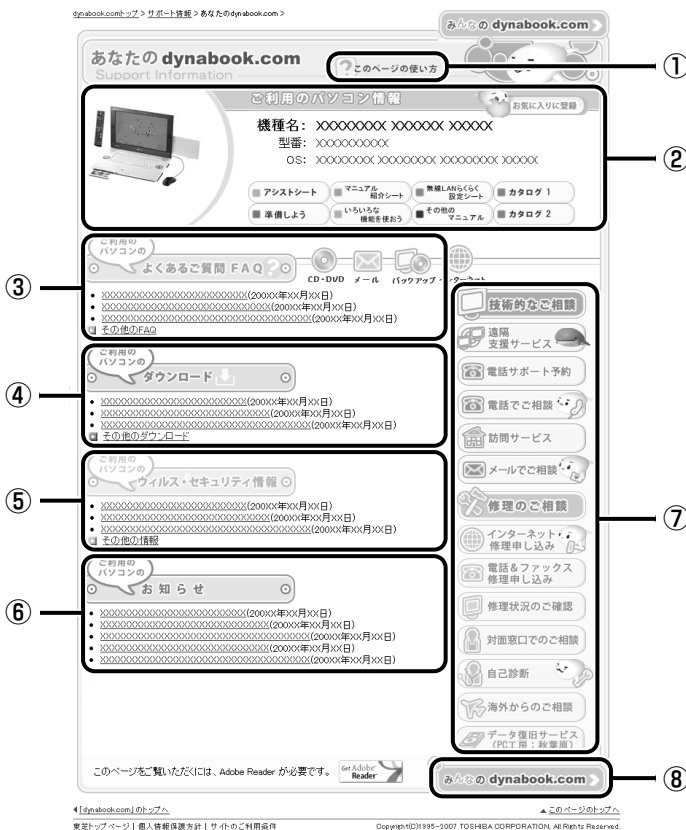 dynabook.comトップ > サポート情報 > あなたのdynabook.com >
みんなの dynabook.com
あなたの dynabook.com
Support Information
?このページの使い方
①
ご利用のパソコン情報
お気に入りに登録
機種名: XXXXXXXX XXXXXX XXXXX
型番: XXXXXXXXXX
OS: XXXXXXXX XXXXXXXX XXXXXXXX XXXXX
②
アシストシート
マニュアル
紹介シート
無線LANらくらく
設定シート
カタログ 1
準備しよう
いろいろな
機能を使おう
その他の
マニュアル
カタログ 2
③
ご利用の
パソコンの
よくあるご質問 FAQ ?
CD・DVD メール バックアップ インターネット
• XXXXXXXXXXXXXXXXXXXXXXXX(200X年XX月XX日)
• XXXXXXXXXXXXXXXXXXXXXXXXXXXX(200X年XX月XX日)
• XXXXXXXXXXXXXXXXXXXXXXXXXXXXXXXXXXX(200X年XX月XX日)
その他のFAQ
④
ご利用の
パソコンの
ダウンロード
• XXXXXXXXXXXXXXXXXXXXXXXX(200X年XX月XX日)
• XXXXXXXXXXXXXXXXXXXXXXXXXXXX(200X年XX月XX日)
• XXXXXXXXXXXXXXXXXXXXXXXXXXXXXXXXXXX(200X年XX月XX日)
その他のダウンロード
⑤
ご利用の
パソコンの
ウィルス・セキュリティ情報
• XXXXXXXXXXXXXXXXXXXXXXXX(200X年XX月XX日)
• XXXXXXXXXXXXXXXXXXXXXXXXXXXX(200X年XX月XX日)
• XXXXXXXXXXXXXXXXXXXXXXXXXXXXXXXXXXX(200X年XX月XX日)
その他の情報
⑥
ご利用の
パソコンの
お知らせ
• XXXXXXXXXXXXXXXXXXXXXXXX(200X年XX月XX日)
• XXXXXXXXXXXXXXXXXXXXXXXXXXXX(200X年XX月XX日)
• XXXXXXXXXXXXXXXXXXXXXXXXXXXXXXXXXXX(200X年XX月XX日)
• XXXXXXXXXXXXXXXXXXXXXXXXXXXX(200X年XX月XX日)
• XXXXXXXXXXXXXXXXXXXXXXXXXXXXXXXXXXX(200X年XX月XX日)
技術的なご相談
遠隔
支援サービス
電話サポート予約
電話でご相談
訪問サービス
メールでご相談
修理のご相談
インターネット
修理申し込み
電話&ファックス
修理申し込み
修理状況のご確認
対面窓口でのご相談
自己診断
海外からのご相談
データ復旧サービス
(PC工房:秋葉原)
⑦
このページをご覧いただくには、Adobe Reader が必要です。
Get Adobe
Reader
みんなの dynabook.com
⑧
「dynabook.com」のトップへ
▲ このページのトップへ
東芝トップページ | 個人情報保護方針 | サイトのご利用条件
Copyright(C)1995-2007 TOSHIBA CORPORATION, All Rights Reserved.